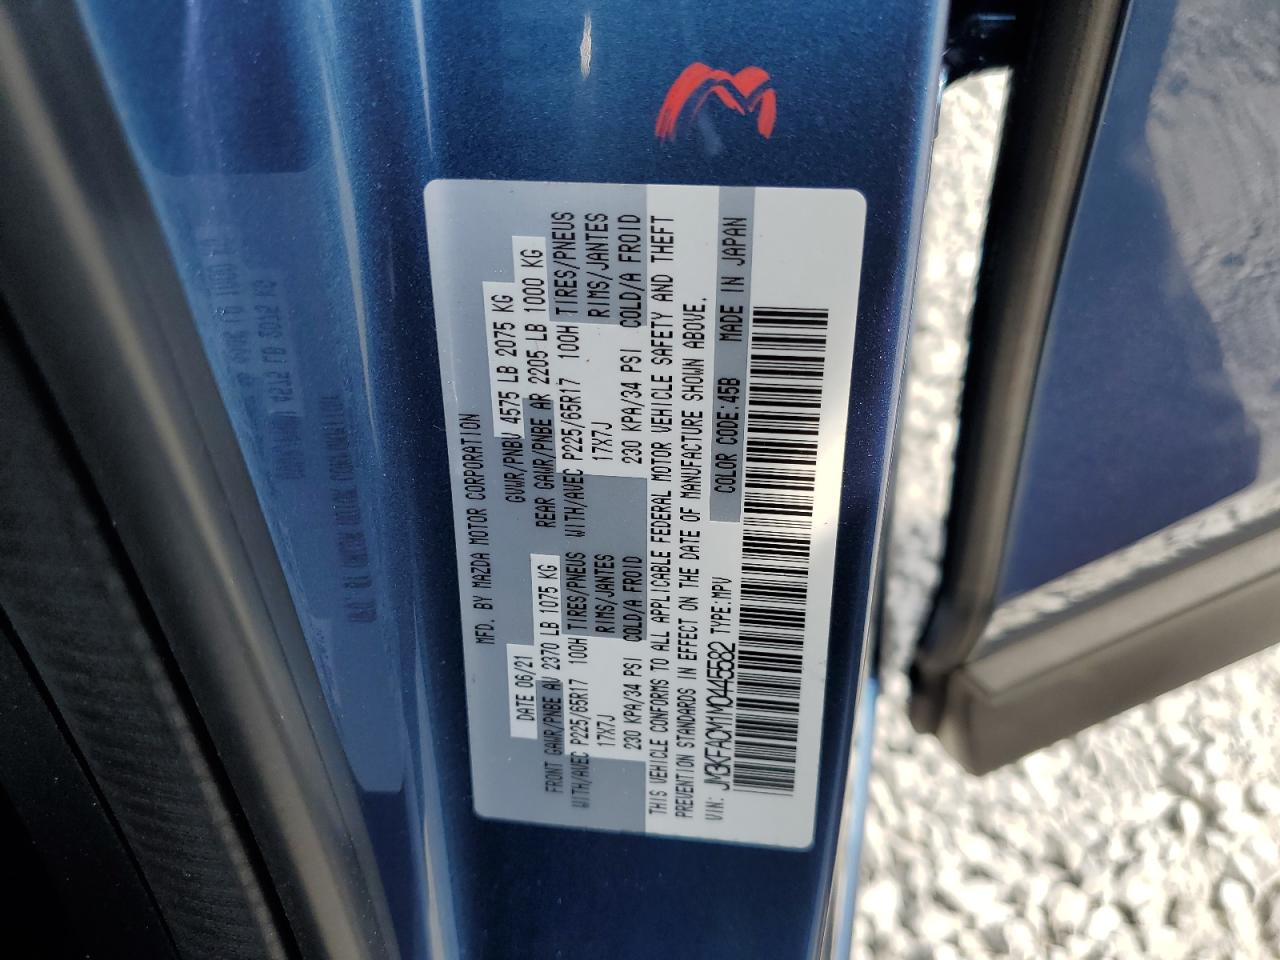 MFD. BY MAZDA MOTOR CORPORATION
DATE 06/21 GVWR/PNBV 4575 LB 2075 KG
FRONT GAWR/PNBE AV 2370 LB 1075 KG REAR GAWR/PNBE AR 2205 LB 1000 KG
WITH/AVEC P225/65R17 100H TIRES/PNEUS WITH/AVEC P225/65R17 100H TIRES/PNEUS
17X7J RIMS/JANTES 17X7J RIMS/JANTES
230 KPA/34 PSI COLD/A FROID 230 KPA/34 PSI COLD/A FROID
THIS VEHICLE CONFORMS TO ALL APPLICABLE FEDERAL MOTOR VEHICLE SAFETY AND THEFT
PREVENTION STANDARDS IN EFFECT ON THE DATE OF MANUFACTURE SHOWN ABOVE.
VIN: JM3KFACM1M0445582 TYPE:MPV COLOR CODE:45B MADE IN JAPAN